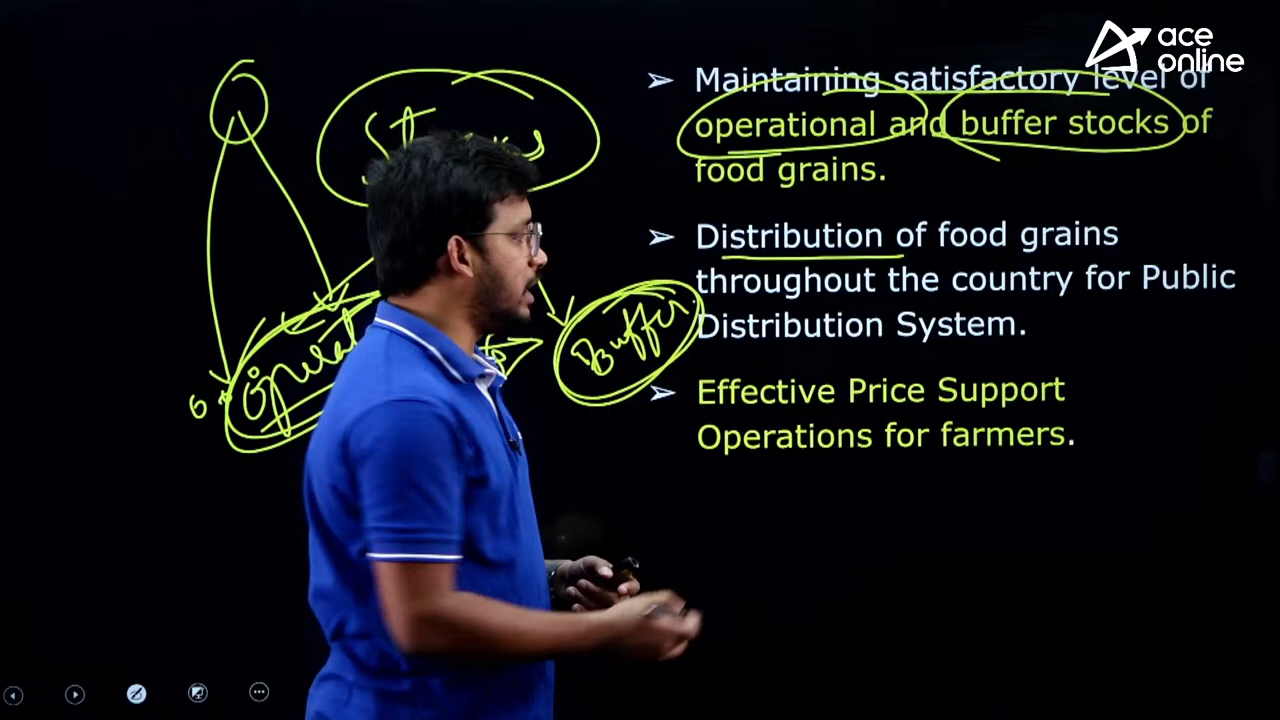 ace
online
➢ Maintaining satisfactory level of
operational and buffer stocks of
food grains.
➢ Distribution of food grains
throughout the country for Public
Distribution System.
➢ Effective Price Support
Operations for farmers.
Buffer